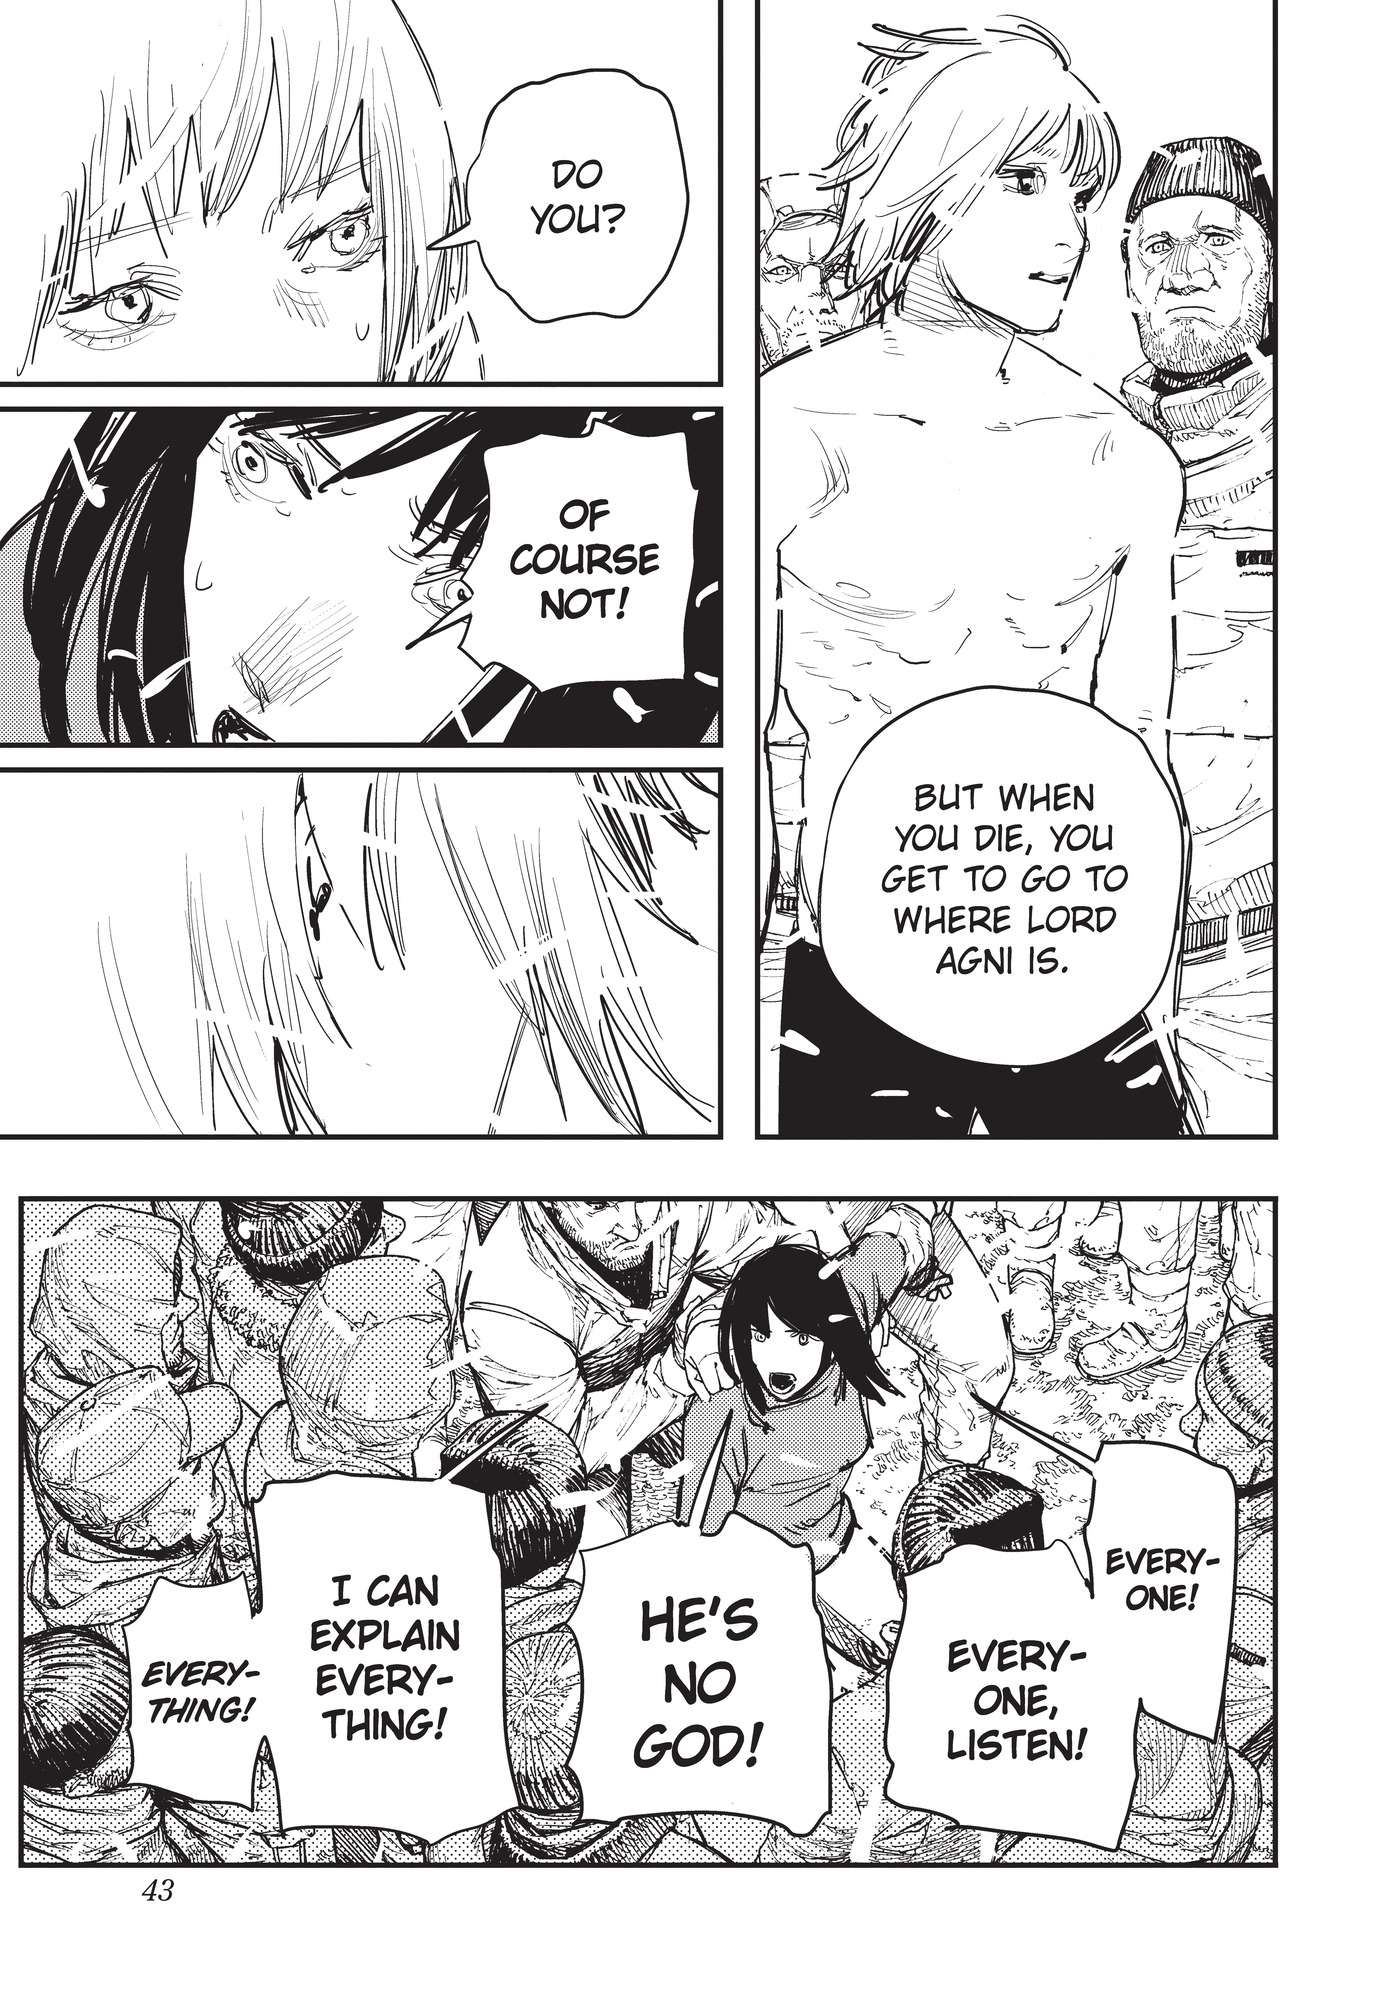 BUT WHEN
YOU DIE, YOU
GET TO GO TO
WHERE LORD
AGNI IS.
DO
YOU?
OF
COURSE
NOT!
EVERY-
ONE!
EVERY-
ONE,
LISTEN!
HE'S
NO
GOD!
I CAN
EXPLAIN
EVERY-
THING!
EVERY-
THING!
43